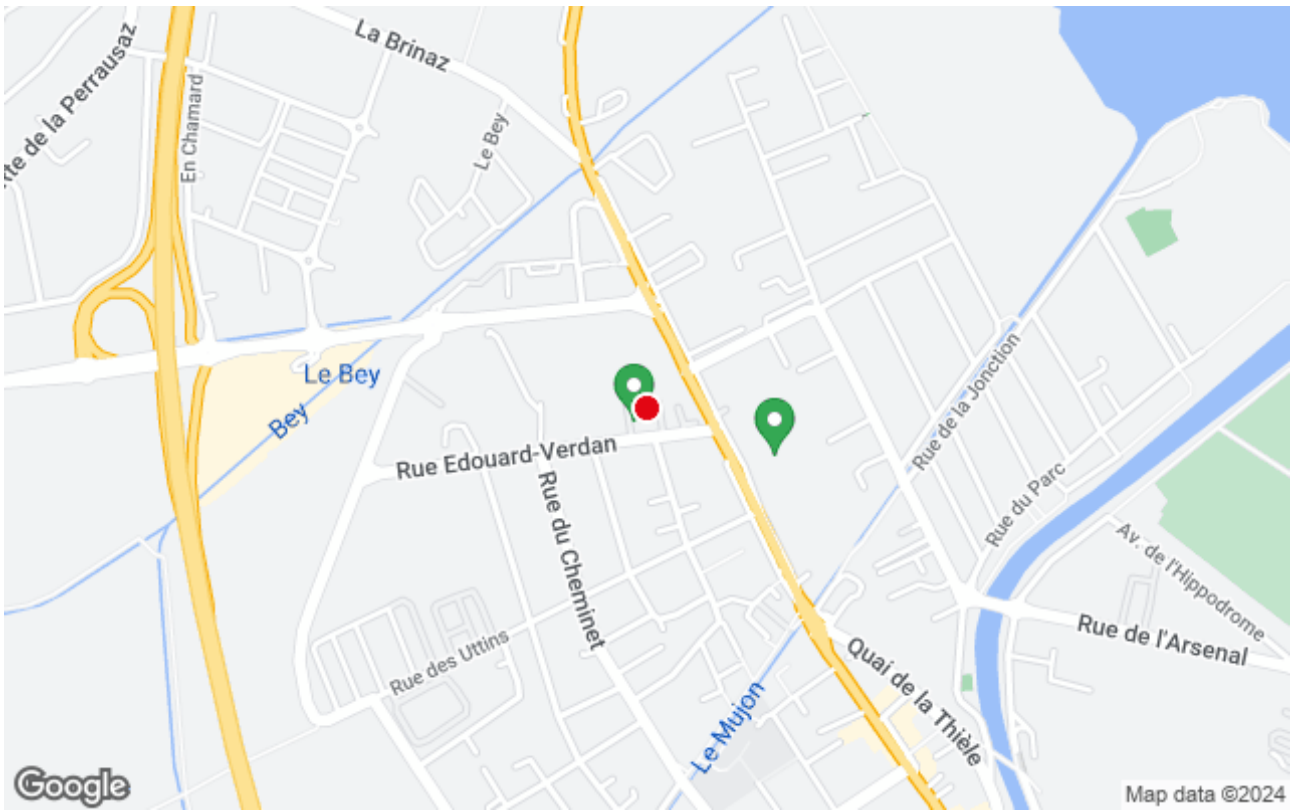 La Brinaz
nte de la Perrausaz
En Chamard
Le Bey
Le Bey
Bey
Rue de la Jonction
Rue Edouard-Verdan
Rue du Cheminet
Rue du Parc
Av. de l'Hippodrome
Rue de l'Arsenal
Rue des Uttins
Quai de la Thièle
Le Mujon
Google
Map data ©2024